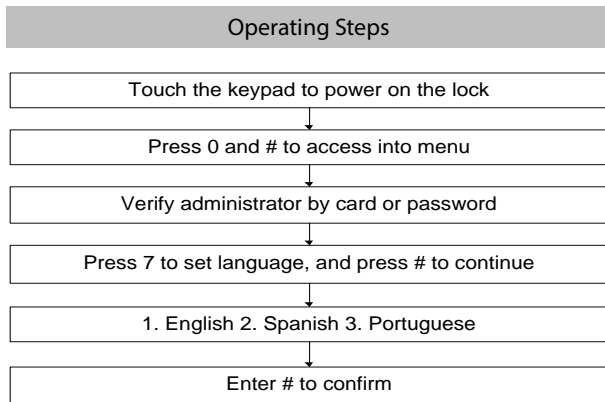 Operating Steps
Touch the keypad to power on the lock
Press 0 and # to access into menu
Verify administrator by card or password
Press 7 to set language, and press # to continue
1. English 2. Spanish 3. Portuguese
Enter # to confirm